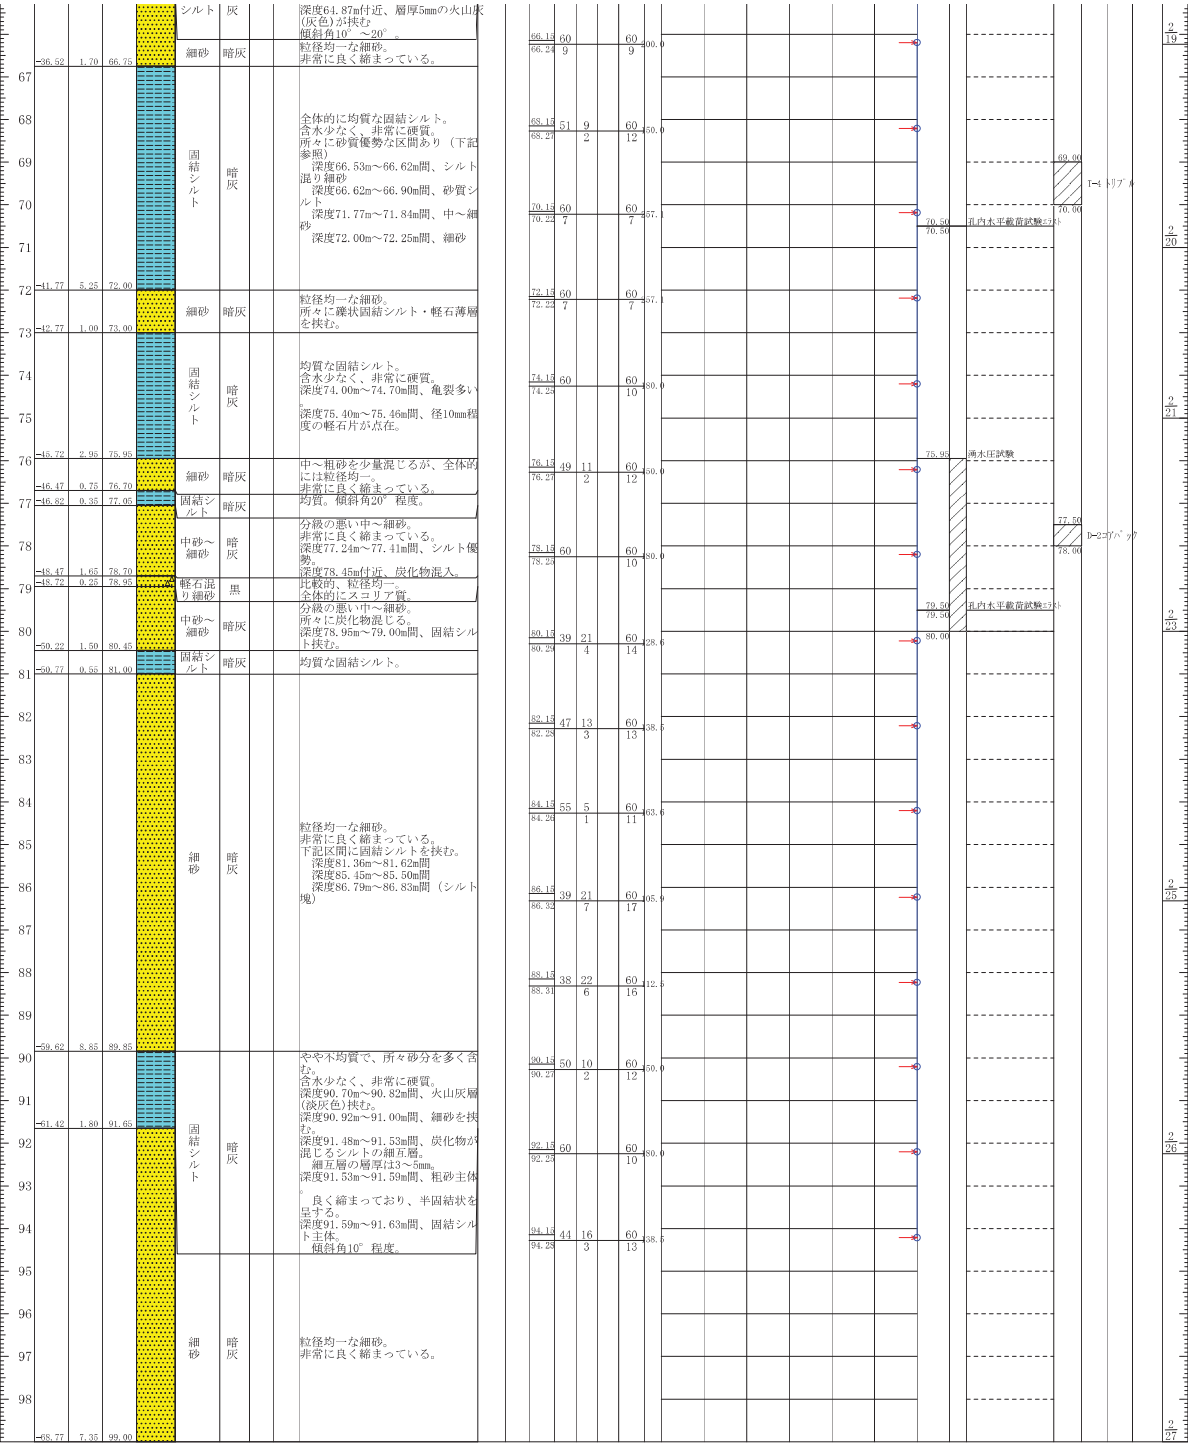 シルト 灰 深度64.87m付近、層厚5mmの火山灰
(灰色)が挟む
傾斜角10°～20°。
細砂 暗灰 粒径均一な細砂。
非常に良く締まっている。
-36.52 1.70 66.75
66.15 60 60 200.0
66.24 9 9
2
19
67
68
69
70
71
72
固結シルト 暗灰
全体的に均質な固結シルト。
含水少なく、非常に硬質。
所々に砂質優勢な区間あり（下記
参照）
深度66.53m～66.62m間、シルト
混り細砂
深度66.62m～66.90m間、砂質シ
ルト
深度71.77m～71.84m間、中～細
砂
深度72.00m～72.25m間、細砂
68.15 51 9 60 150.0
68.27 2 12
70.15 60 60 257.1
70.22 7 7
69.00
T-4 トリプル
70.00
70.50 孔内水平載荷試験
70.50
2
20
-41.77 5.25 72.00
細砂 暗灰 粒径均一な細砂。
所々に礫状固結シルト・軽石薄層
を挟む。
72.15 60 60 257.1
72.22 7 7
-42.77 1.00 73.00
73
74
75
76
固結シルト 暗灰
均質な固結シルト。
含水少なく、非常に硬質。
深度74.00m～74.70m間、亀裂多い
。
深度75.40m～75.46m間、径10mm程
度の軽石片が点在。
74.15 60 60 180.0
74.25 10
2
21
-45.72 2.95 75.95
細砂 暗灰 中～粗砂を少量混じるが、全体的
には粒径均一。
非常に良く締まっている。
76.15 49 11 60 150.0
76.27 2 12
75.95 湧水圧試験
-46.47 0.75 76.70
固結シルト 暗灰 均質。傾斜角20°程度。
-46.82 0.35 77.05
77
78
79
中砂～細砂 暗灰
分級の悪い中～細砂。
非常に良く締まっている。
深度77.24m～77.41m間、シルト優
勢。
深度78.45m付近、炭化物混入。
78.15 60 60 180.0
78.25 10
77.50
D-2コアパック
78.00
-48.47 1.65 78.70
軽石混り細砂 黒 比較的、粒径均一。
全体的にスコリア質。
-48.72 0.25 78.95
中砂～細砂 暗灰
分級の悪い中～細砂。
所々に炭化物混じる。
深度78.95m～79.00m間、固結シル
ト挟む。
79.50 孔内水平載荷試験
79.50
80.00
2
23
80
80.15 39 21 60 128.6
80.29 4 14
-50.22 1.50 80.45
固結シルト 暗灰 均質な固結シルト。
-50.77 0.55 81.00
81
82
83
84
85
86
87
88
89
90
細砂 暗灰
粒径均一な細砂。
非常に良く締まっている。
下記区間に固結シルトを挟む。
深度81.36m～81.62m間
深度85.45m～85.50m間
深度86.79m～86.83m間（シルト
塊）
82.15 47 13 60 138.5
82.28 3 13
84.15 55 5 60 163.6
84.26 1 11
86.15 39 21 60 105.9
86.32 7 17
2
25
88.15 38 22 60 112.5
88.31 6 16
-59.62 8.85 89.85
固結シルト 暗灰
やや不均質で、所々砂分を多く含
む。
含水少なく、非常に硬質。
深度90.70m～90.82m間、火山灰層
(淡灰色)挟む。
深度90.92m～91.00m間、細砂を挟
む。
深度91.48m～91.53m間、炭化物が
混じるシルトの細互層。
細互層の層厚は3～5mm。
深度91.53m～91.59m間、粗砂主体
。
良く締まっており、半固結状を
呈する。
深度91.59m～91.63m間、固結シル
ト主体。
傾斜角10°程度。
90.15 50 10 60 150.0
90.27 2 12
-61.42 1.80 91.65
91
92
93
94
92.15 60 60 180.0
92.25 10
2
26
94.15 44 16 60 138.5
94.28 3 13
95
96
97
98
細砂 暗灰 粒径均一な細砂。
非常に良く締まっている。
-68.77 7.35 99.00
2
27